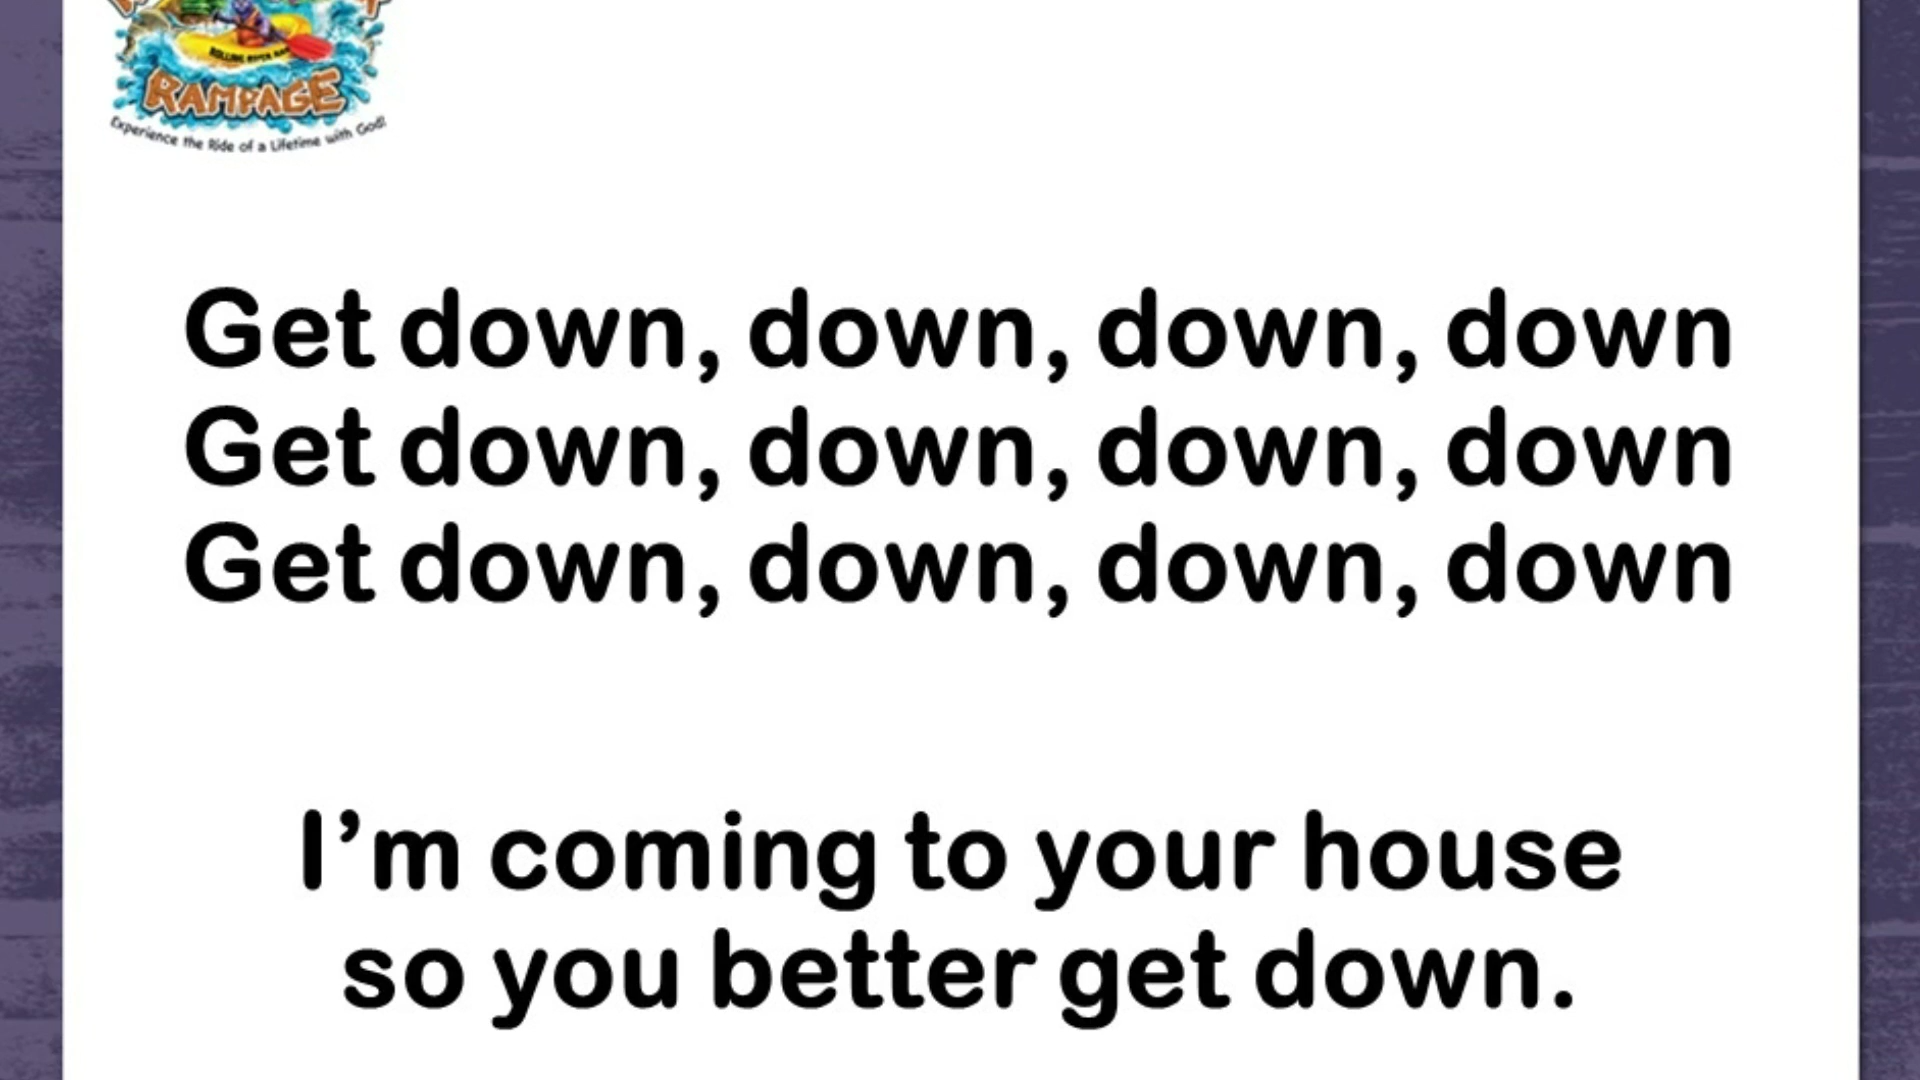 RAMPAGE
Experience the Ride of a Lifetime with God!
Get down, down, down, down
Get down, down, down, down
Get down, down, down, down
I’m coming to your house
so you better get down.